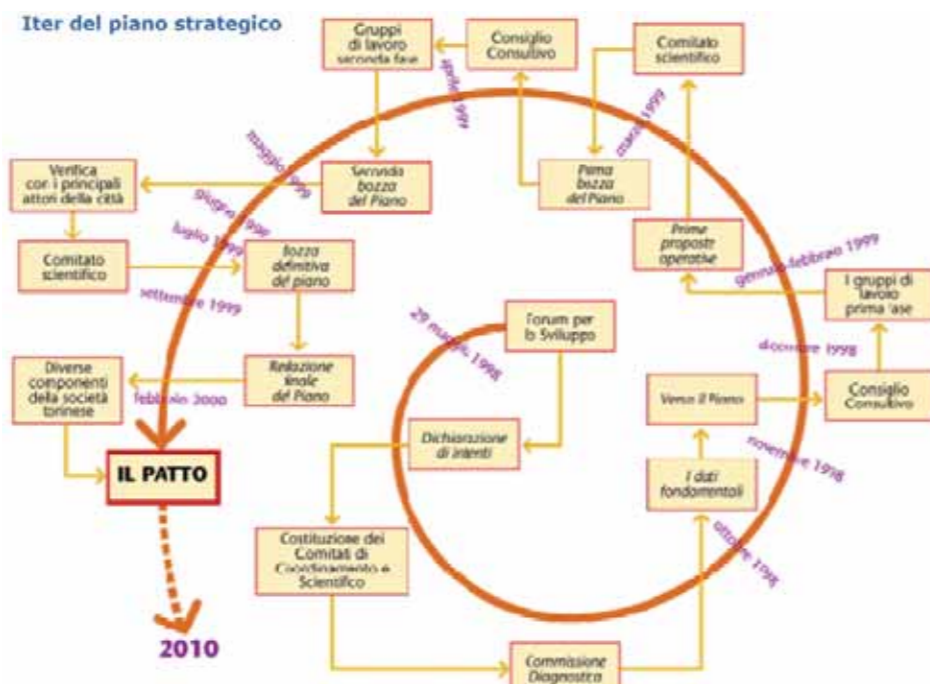 Iter del piano strategico
Gruppi
di lavoro
seconda fase
Consiglio
Consultivo
Comitato
scientifico
aprile 1999
marzo 1999
maggio 1999
Verifica
con i principali
attori della città
Seconda
bozza
del Piano
Prima
bozza
del Piano
giugno 1999
luglio 1999
Prime
proposte
operative
gennaio-febbraio 1999
Comitato
scientifico
Bozza
definitiva
del piano
settembre 1999
I gruppi di
lavoro
prima fase
Forum per
lo Sviluppo
29 maggio 1998
dicembre 1998
Diverse
componenti
della società
torinese
febbraio 2000
Redazione
finale
del Piano
Verso il Piano
Consiglio
Consultivo
Dichiarazione
di intenti
novembre 1998
IL PATTO
I dati
fondamentali
Costituzione dei
Comitati di
Coordinamento e
Scientifico
ottobre 1998
2010
Commissione
Diagnostica